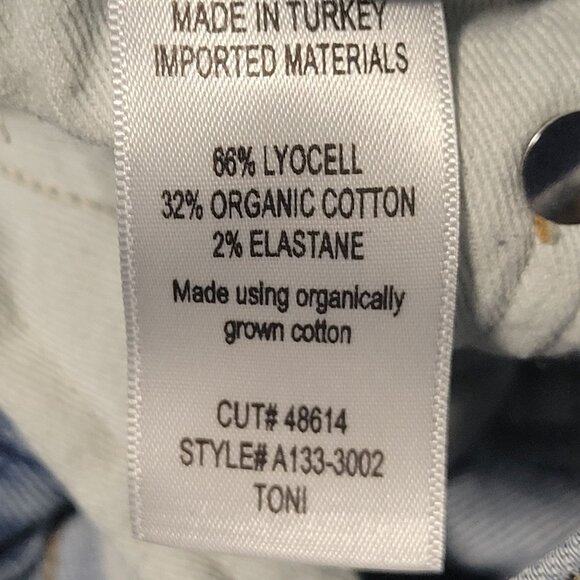 MADE IN TURKEY
IMPORTED MATERIALS
66% LYOCELL
32% ORGANIC COTTON
2% ELASTANE
Made using organically
grown cotton
CUT# 48614
STYLE# A133-3002
TONI